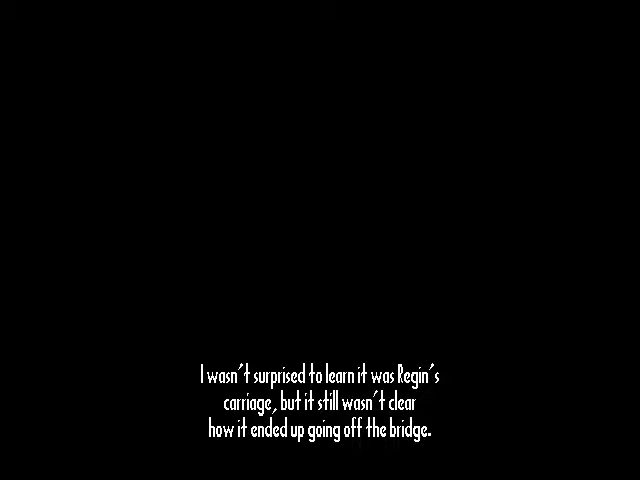 I wasn't surprised to learn it was Regin's
carriage, but it still wasn't clear
how it ended up going off the bridge.